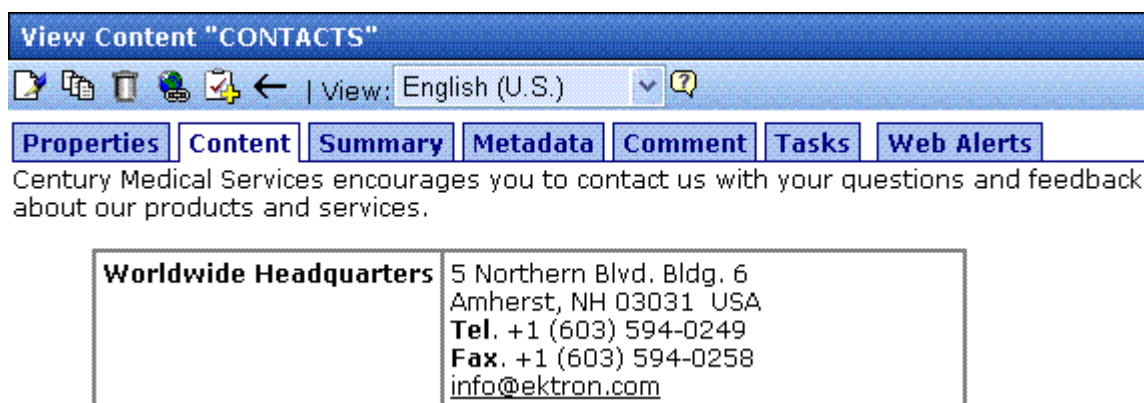 View Content "CONTACTS"
| View: English (U.S.)
Properties Content Summary Metadata Comment Tasks Web Alerts
Century Medical Services encourages you to contact us with your questions and feedback
about our products and services.
Worldwide Headquarters 5 Northern Blvd. Bldg. 6
Amherst, NH 03031 USA
Tel. +1 (603) 594-0249
Fax. +1 (603) 594-0258
info@ektron.com